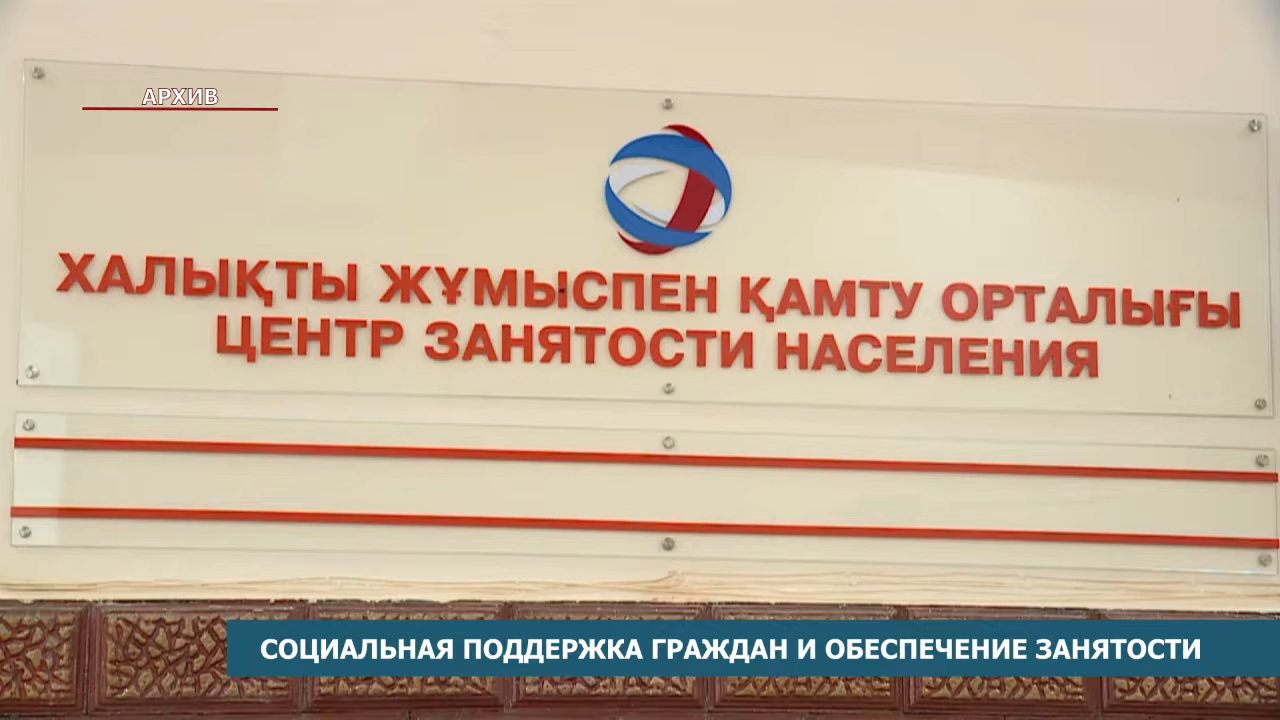 АРХИВ
ХАЛЫҚТЫ ЖҰМЫСПЕН ҚАМТУ ОРТАЛЫҒЫ
ЦЕНТР ЗАНЯТОСТИ НАСЕЛЕНИЯ
СОЦИАЛЬНАЯ ПОДДЕРЖКА ГРАЖДАН И ОБЕСПЕЧЕНИЕ ЗАНЯТОСТИ